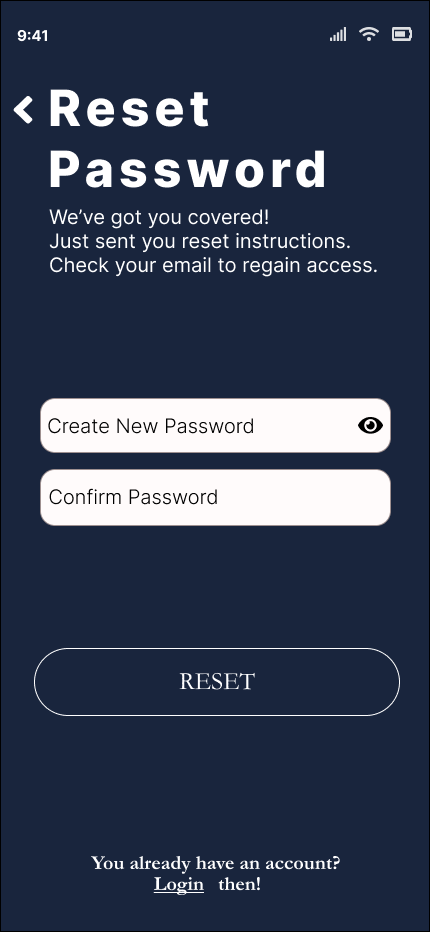 9:41
Reset
Password
We’ve got you covered!
Just sent you reset instructions.
Check your email to regain access.
Create New Password
Confirm Password
RESET
You already have an account?
Login then!